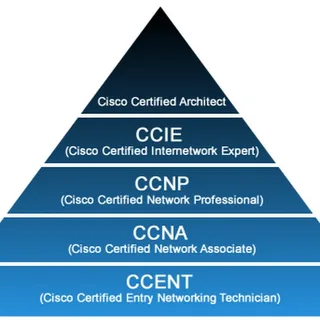 Cisco Certified Architect
CCIE
(Cisco Certified Internetwork Expert)
CCNP
(Cisco Certified Network Professional)
CCNA
(Cisco Certified Network Associate)
CCENT
(Cisco Certified Entry Networking Technician)